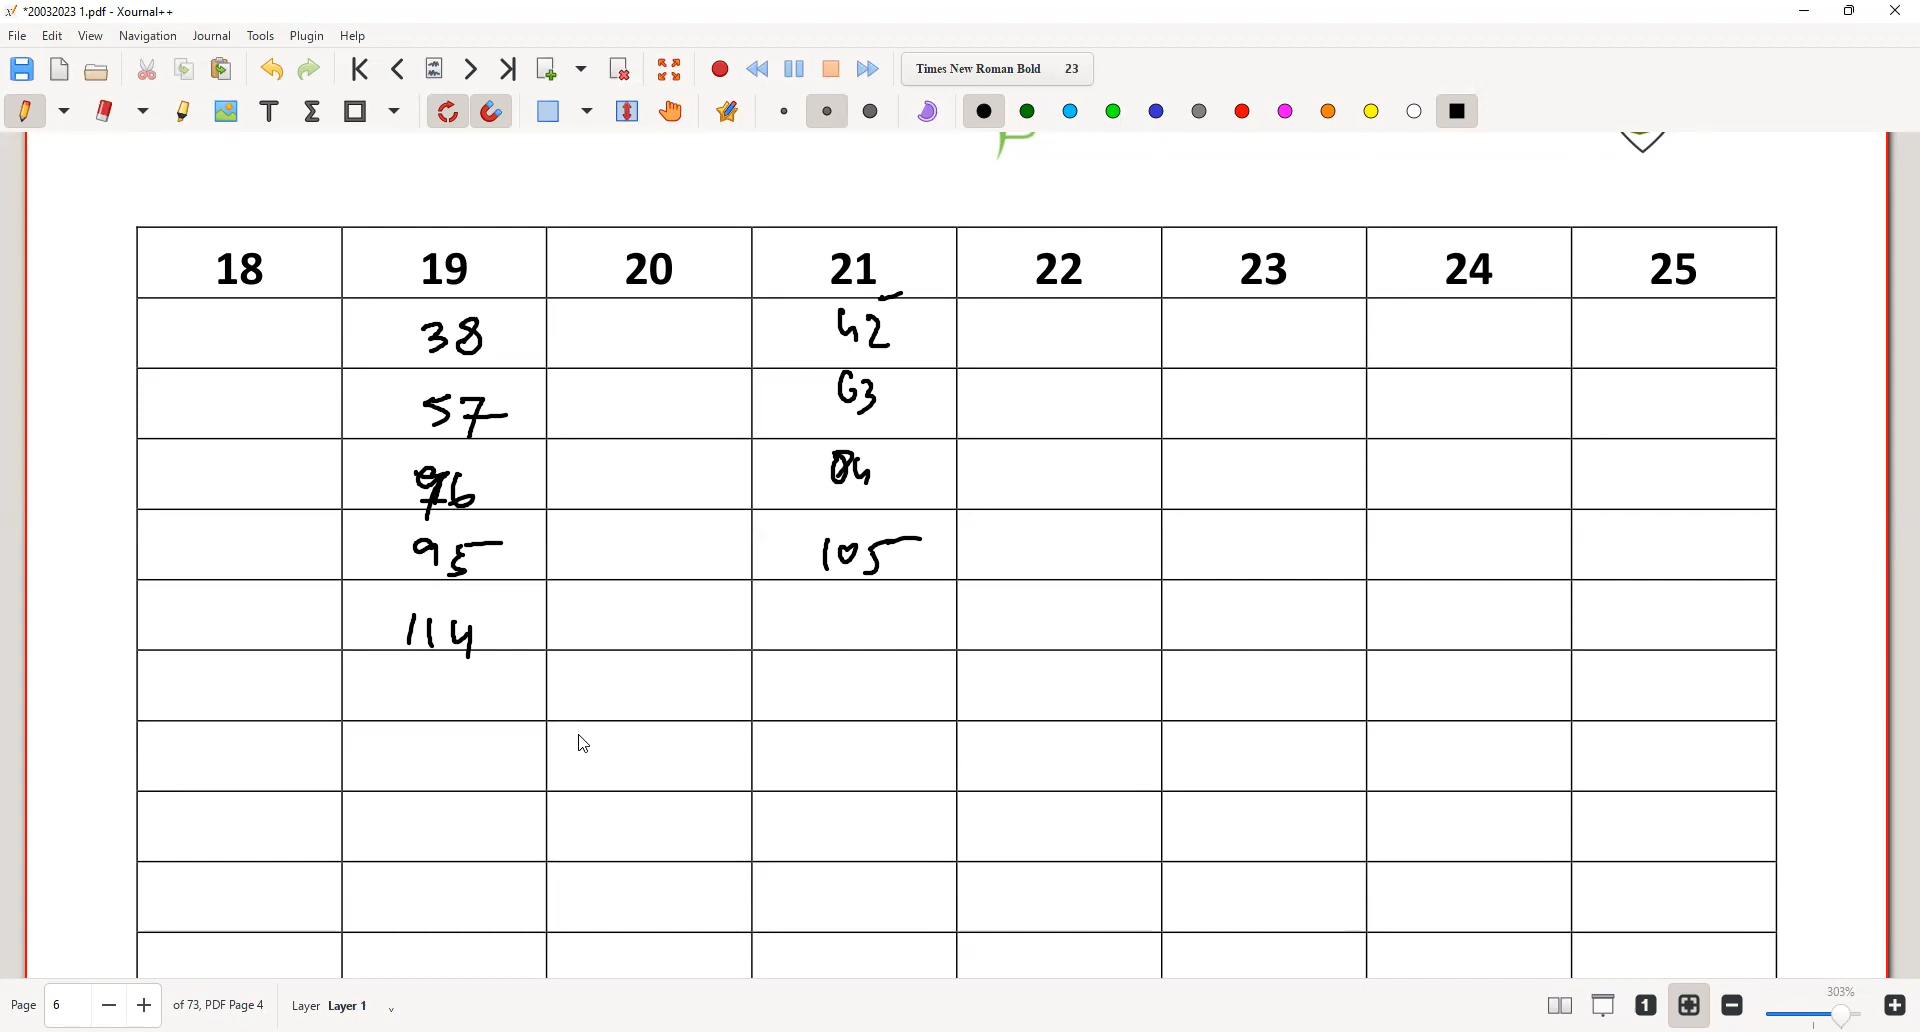 *20032023 1.pdf - Xournal++
File Edit View Navigation Journal Tools Plugin Help
Times New Roman Bold 23
18 19 20 21 22 23 24 25
38 42
57 63
84
95 105
114
Page 6 of 73, PDF Page 4 Layer Layer 1 303%
1